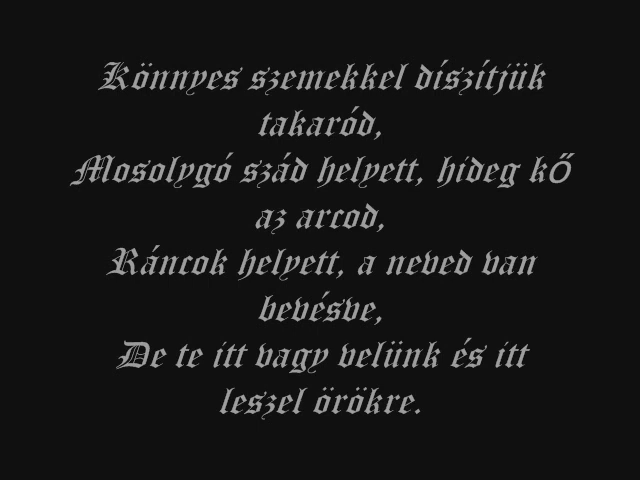 Könnyes szemekkel díszítjük
takaród,
Mosolygó szád helyett, hideg kő
az arcod,
Ráncok helyett, a neved van
bevésve,
De te itt vagy velünk és itt
leszel örökre.